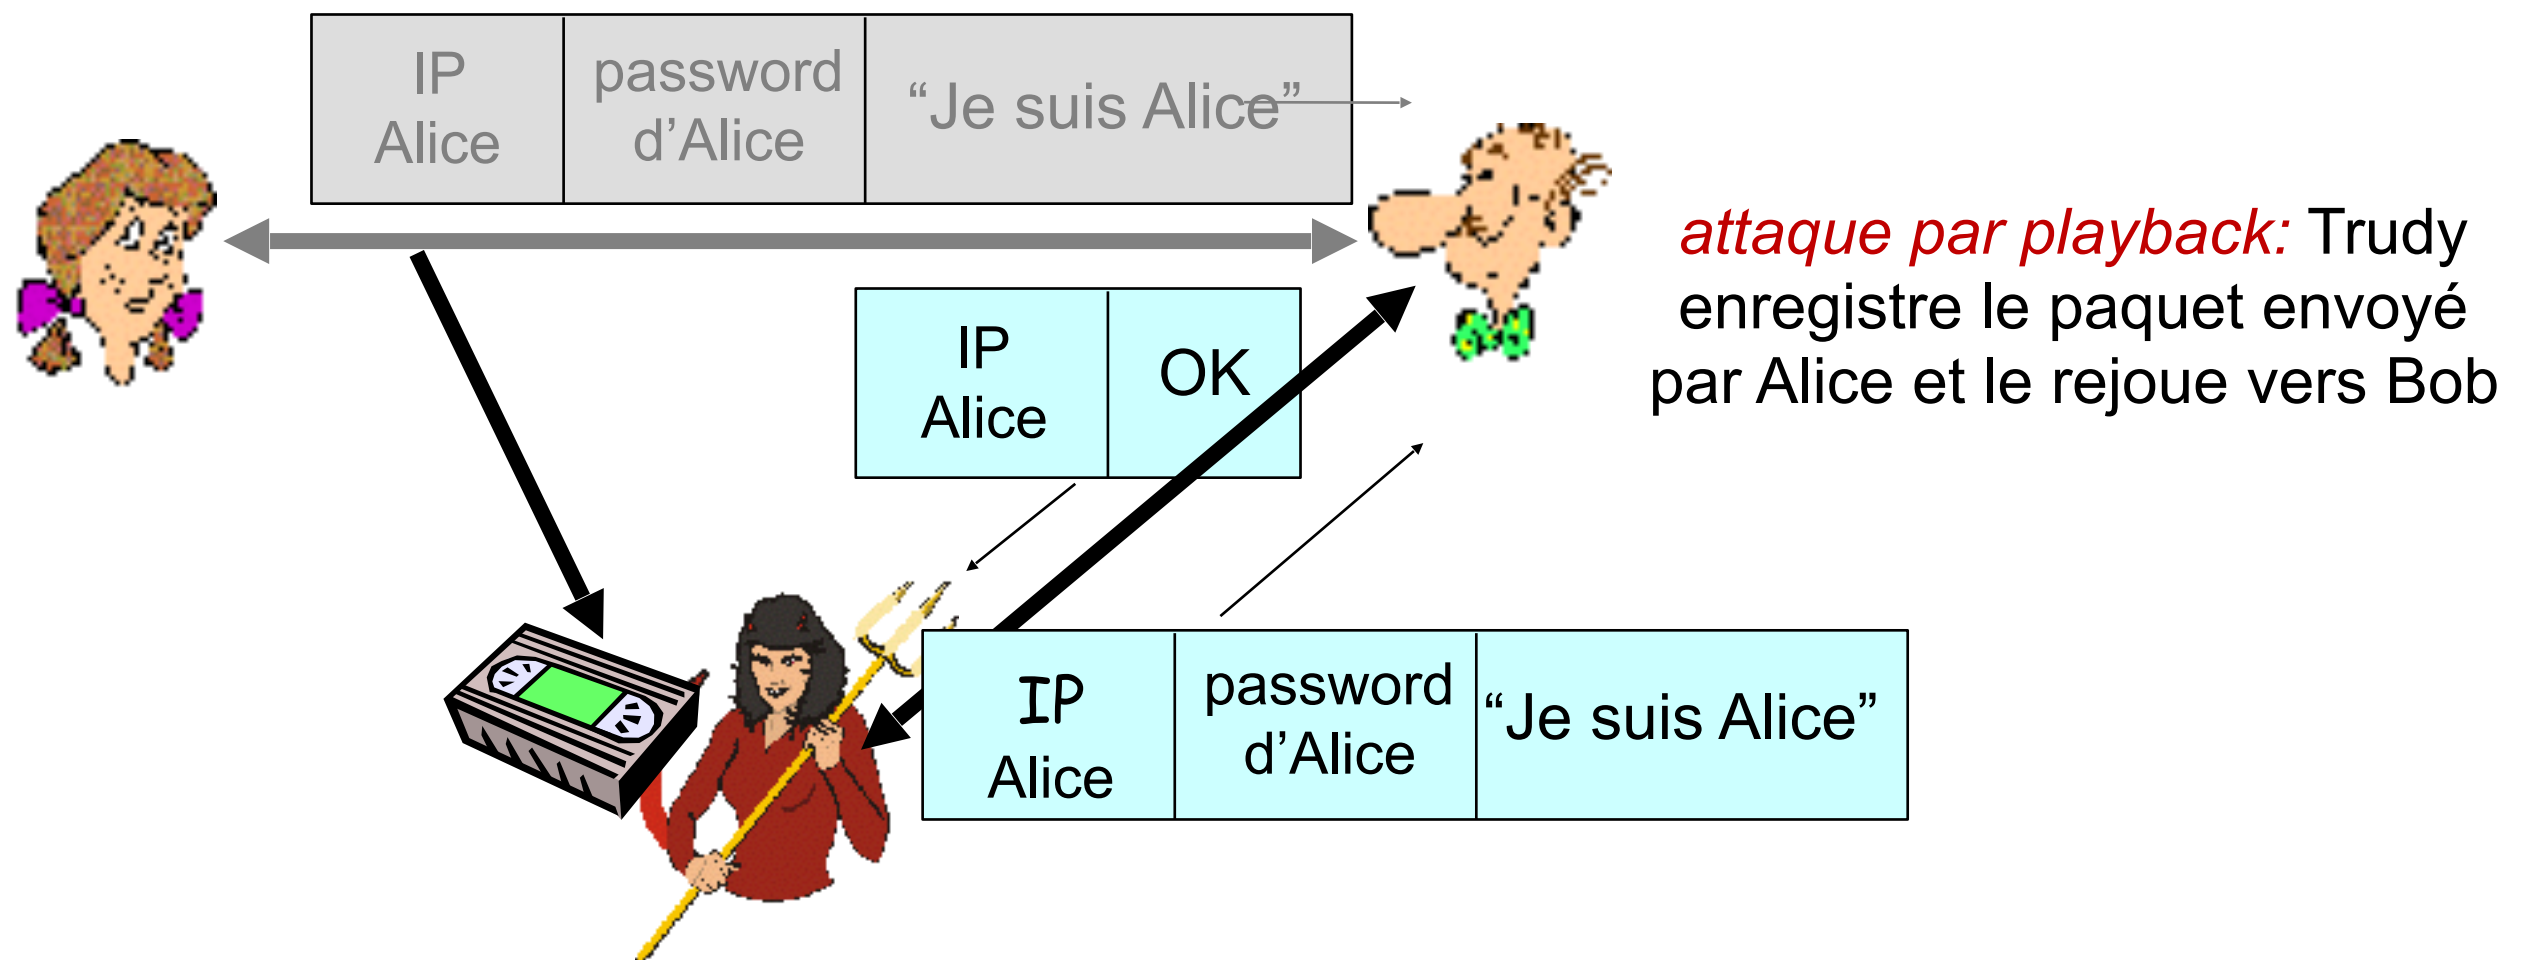 IP
Alice
password
d’Alice
“Je suis Alice”
attaque par playback: Trudy
enregistre le paquet envoyé
par Alice et le rejoue vers Bob
IP
Alice
OK
IP
Alice
password
d’Alice
“Je suis Alice”